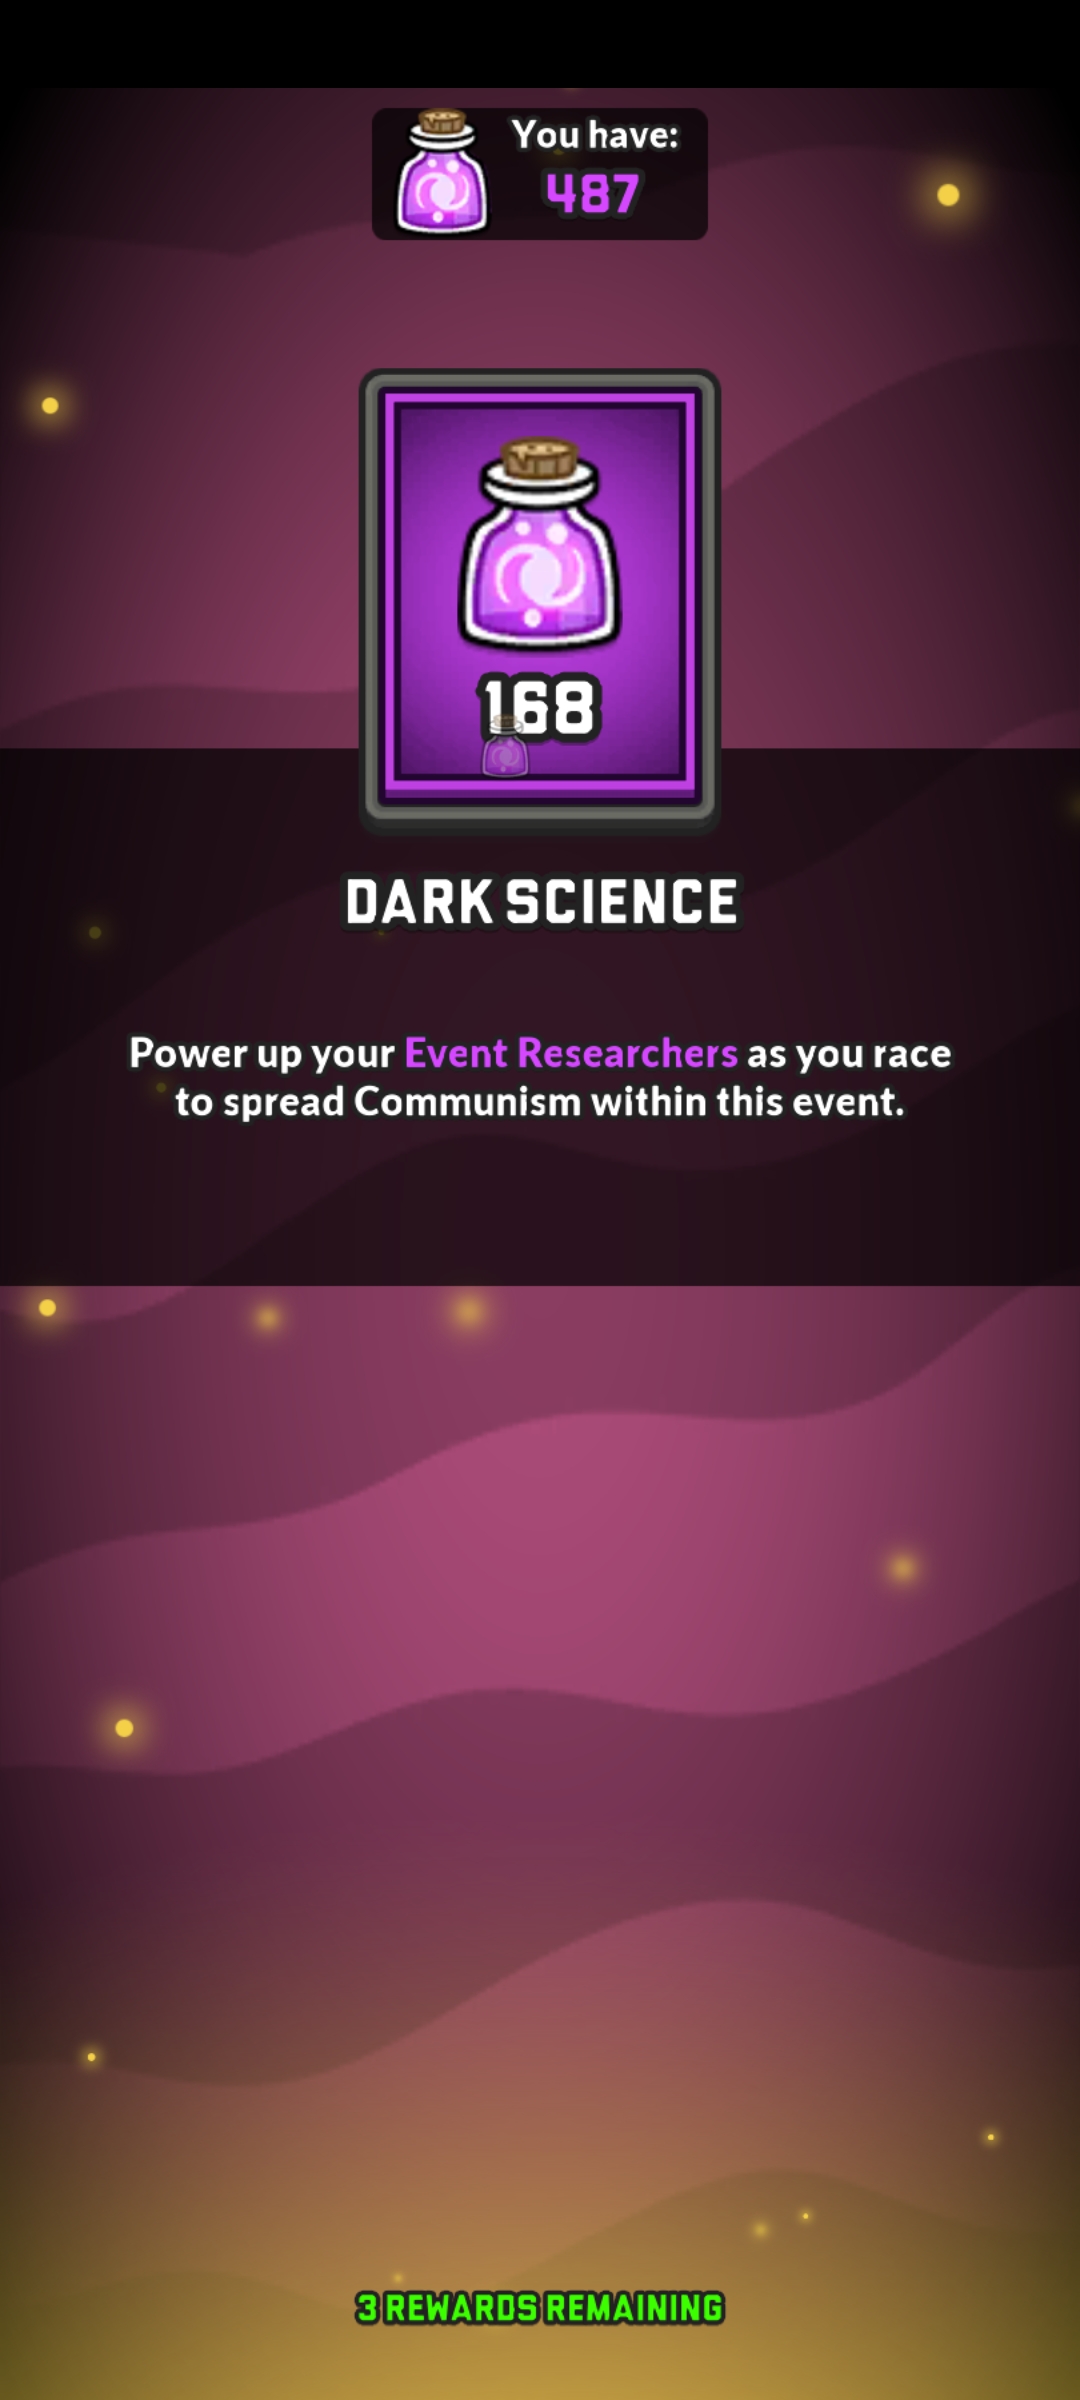 You have:
487
168
DARK SCIENCE
Power up your Event Researchers as you race
to spread Communism within this event.
3 REWARDS REMAINING